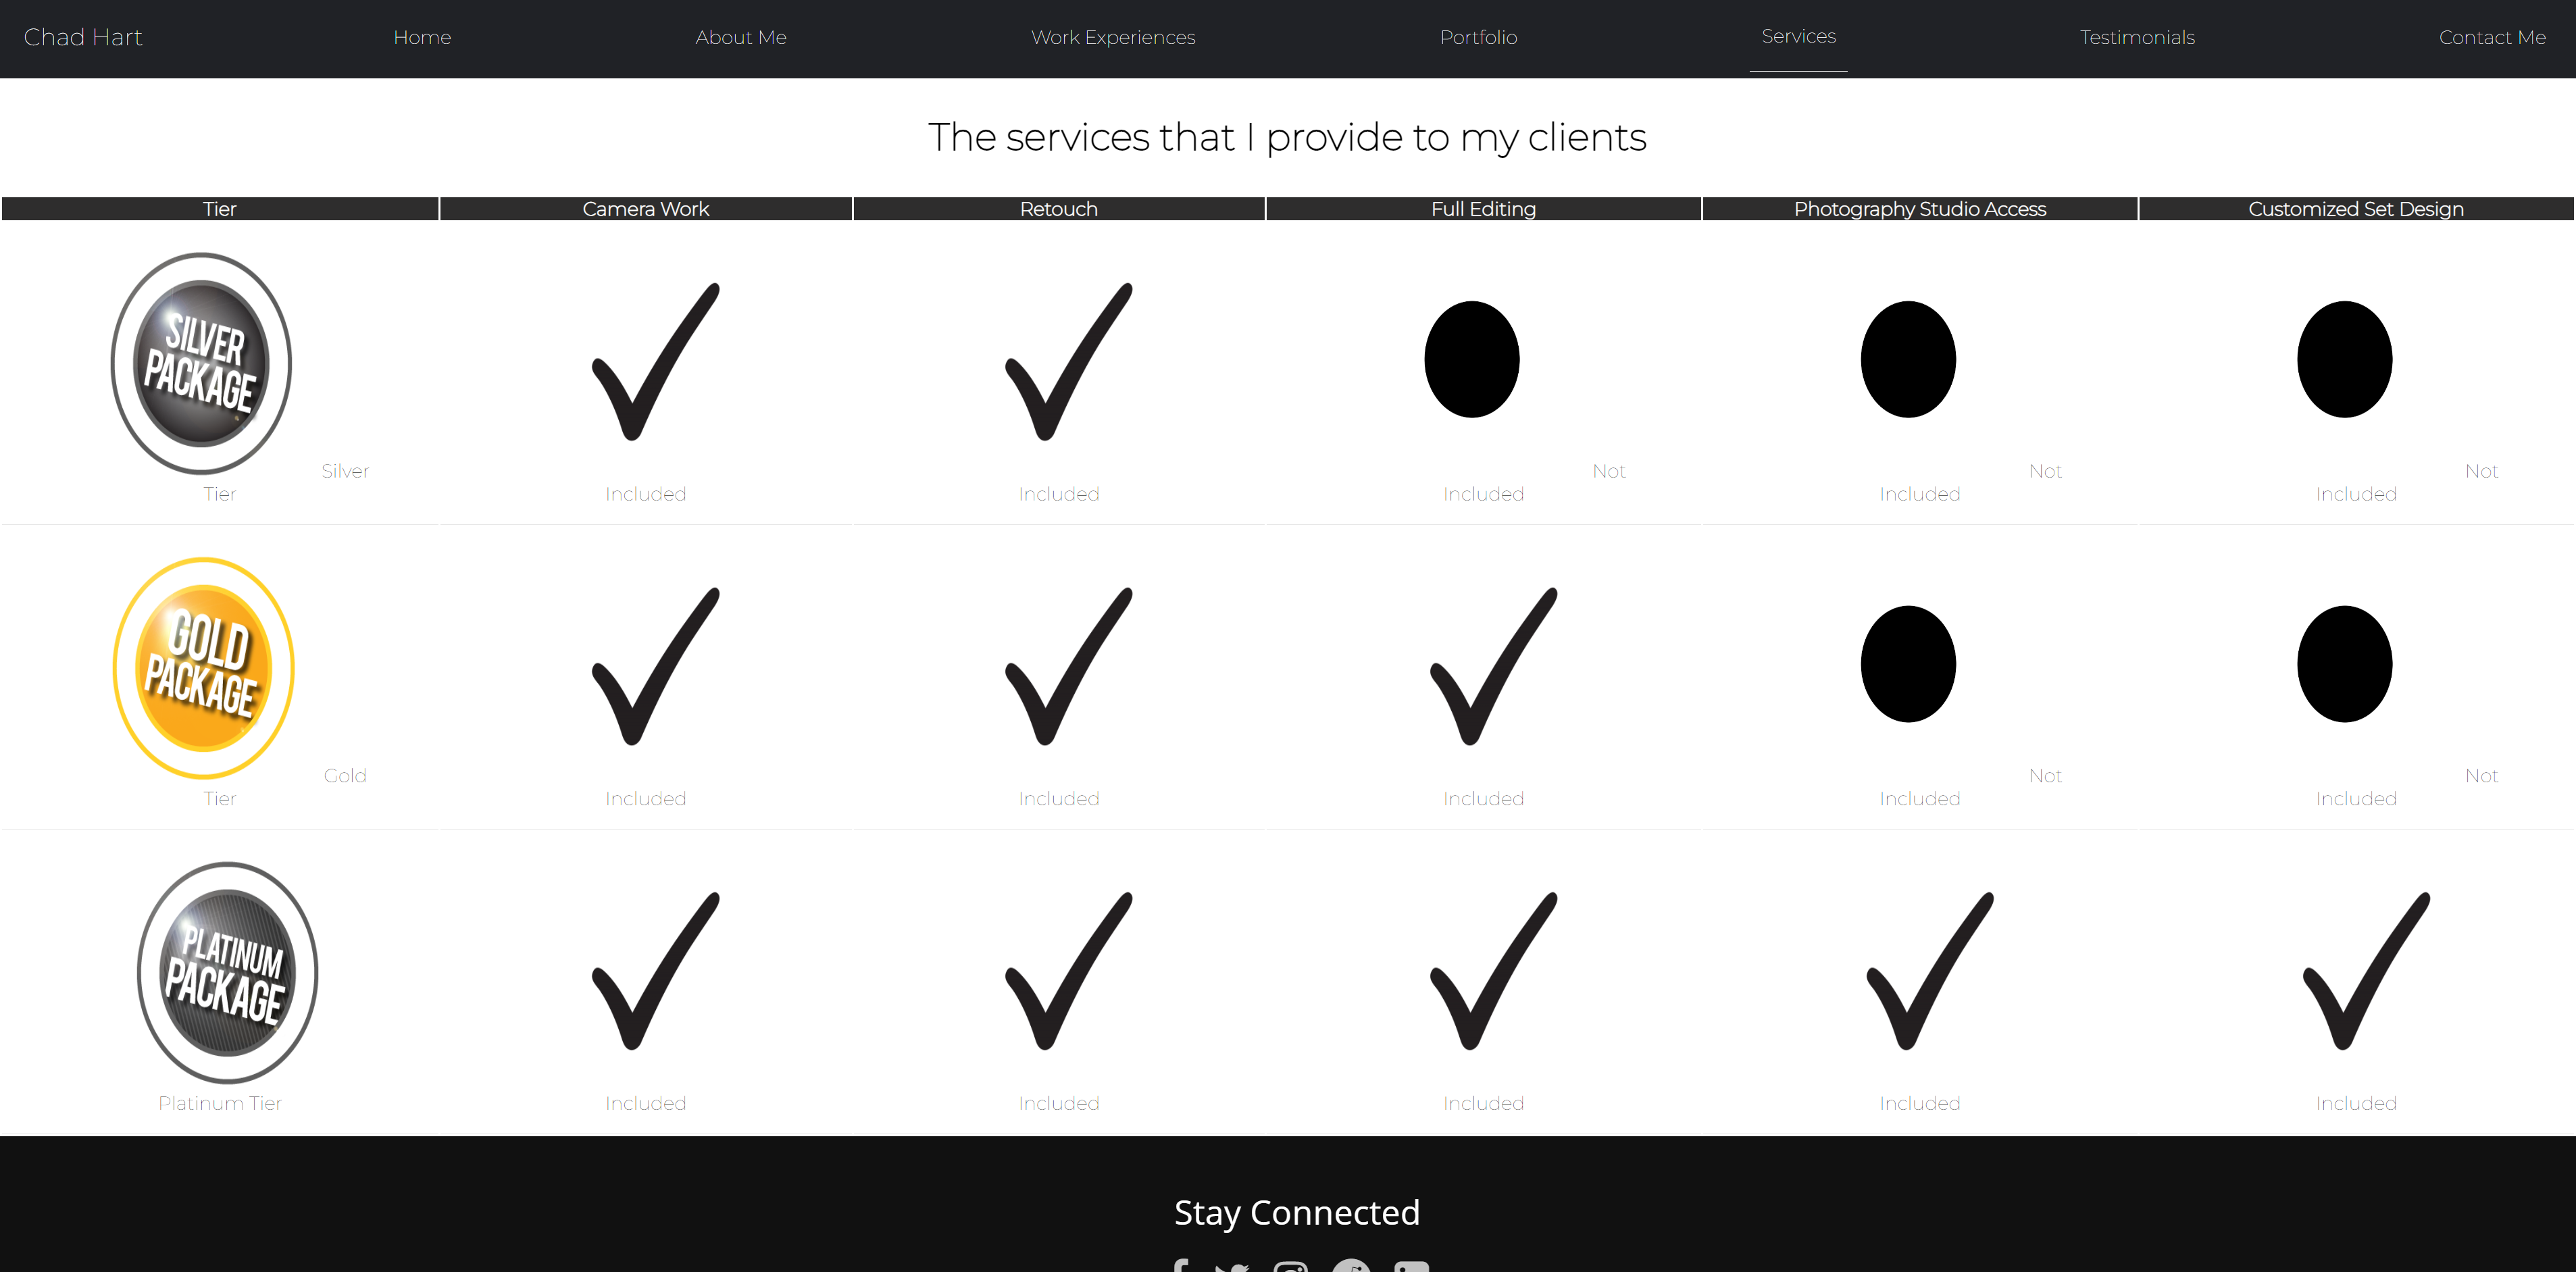 Chad Hart Home About Me Work Experiences Portfolio Services Testimonials Contact Me
The services that I provide to my clients
Tier Camera Work Retouch Full Editing Photography Studio Access Customized Set Design
SILVER
PACKAGE
Silver Not Not Not
Tier Included Included Included Included Included
GOLD
PACKAGE
Gold Not Not
Tier Included Included Included Included Included
PLATINUM
PACKAGE
Platinum Tier Included Included Included Included Included
Stay Connected